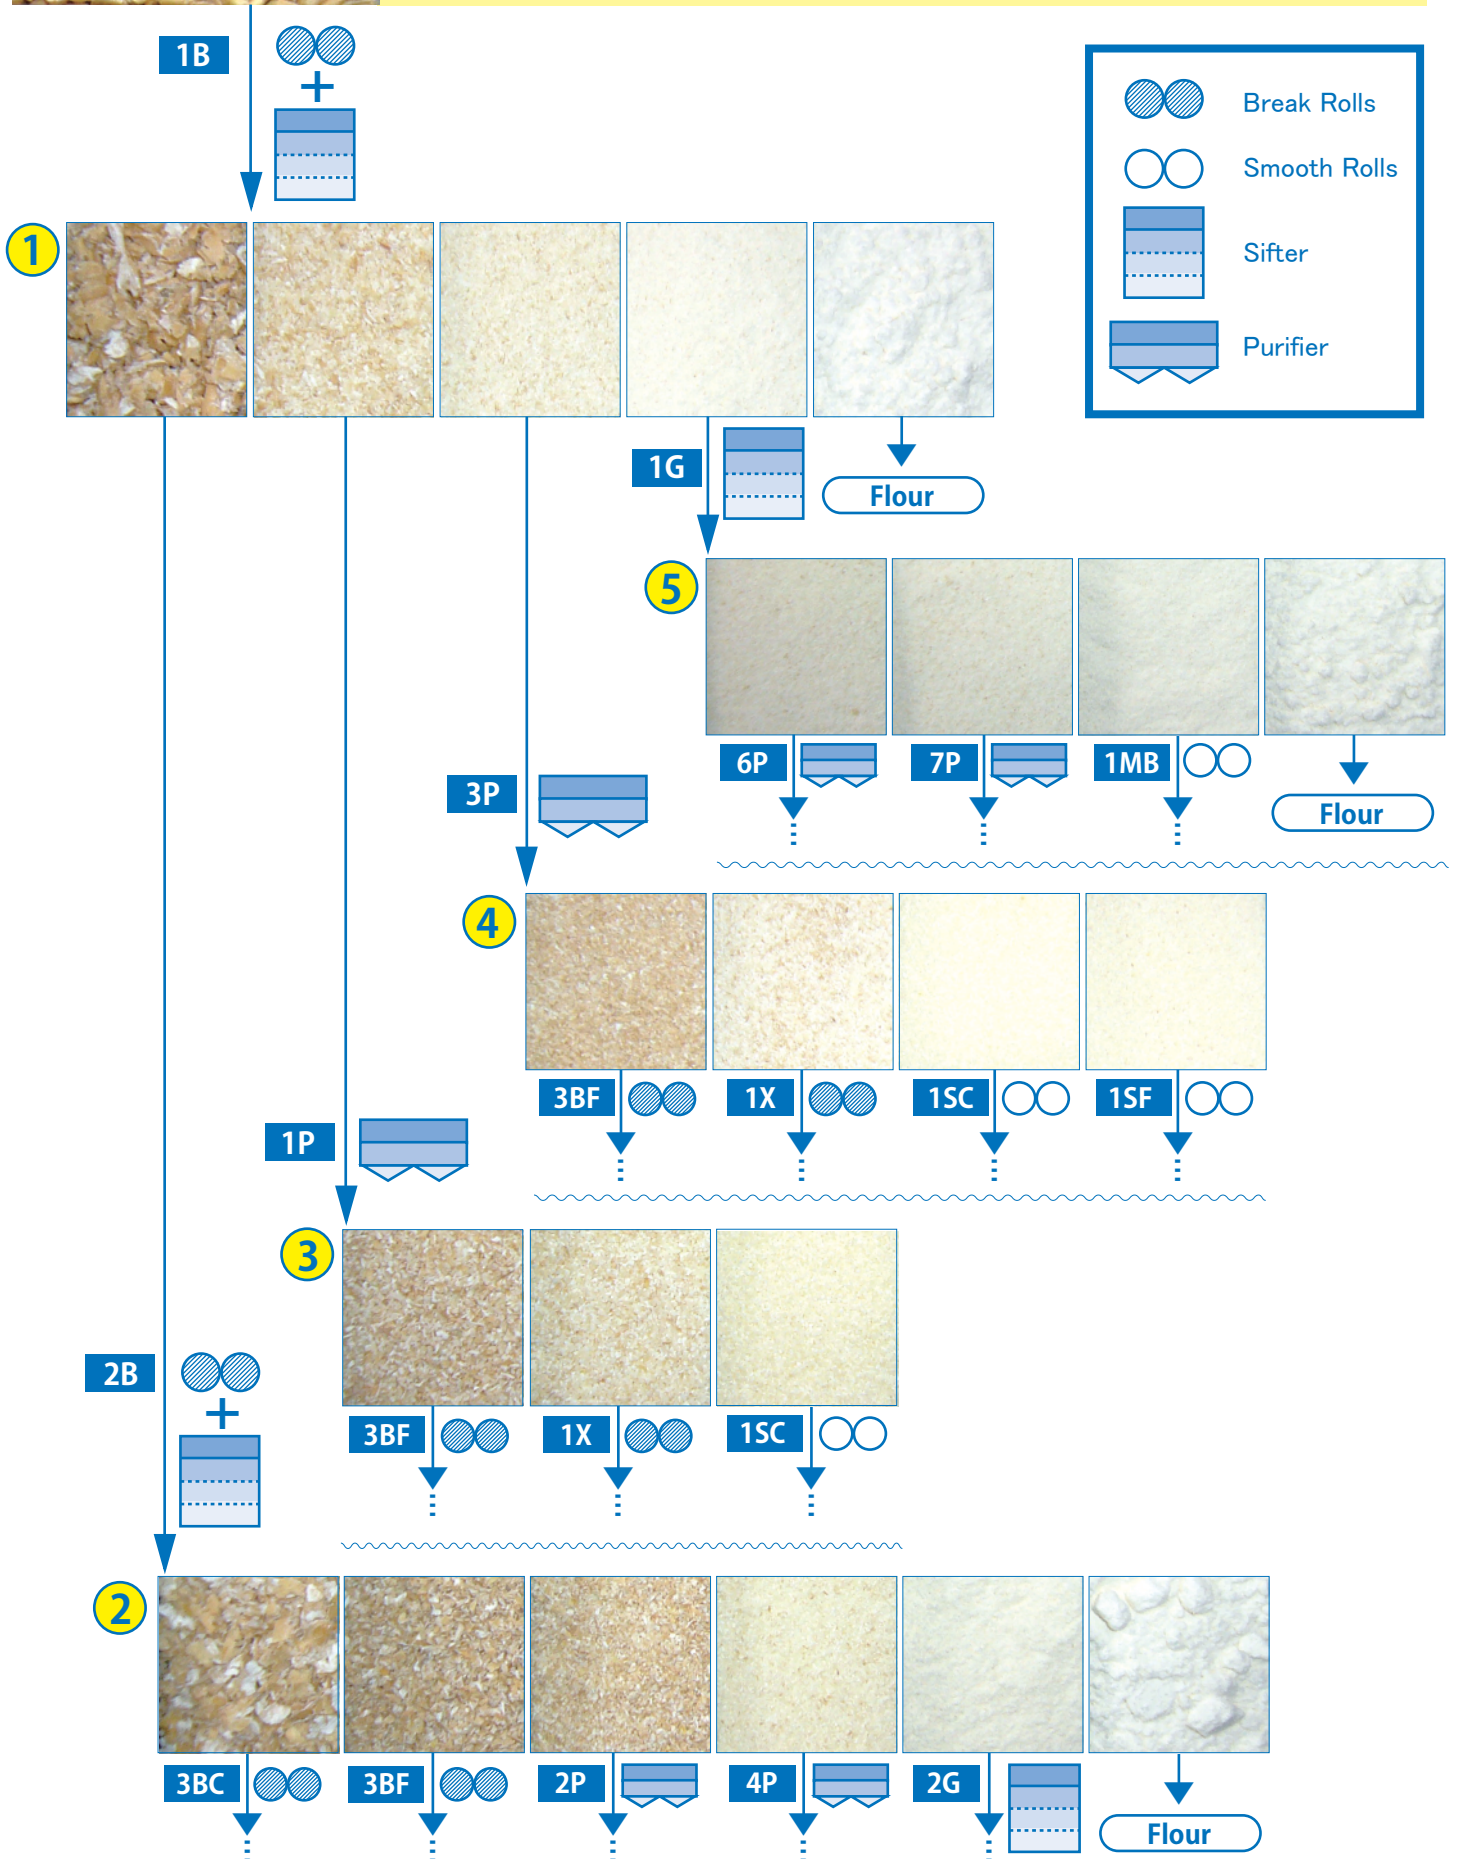 1B
Break Rolls
Smooth Rolls
Sifter
Purifier
1
1G
Flour
5
6P
7P
1MB
Flour
3P
4
3BF
1X
1SC
1SF
1P
3
3BF
1X
1SC
2B
2
3BC
3BF
2P
4P
2G
Flour